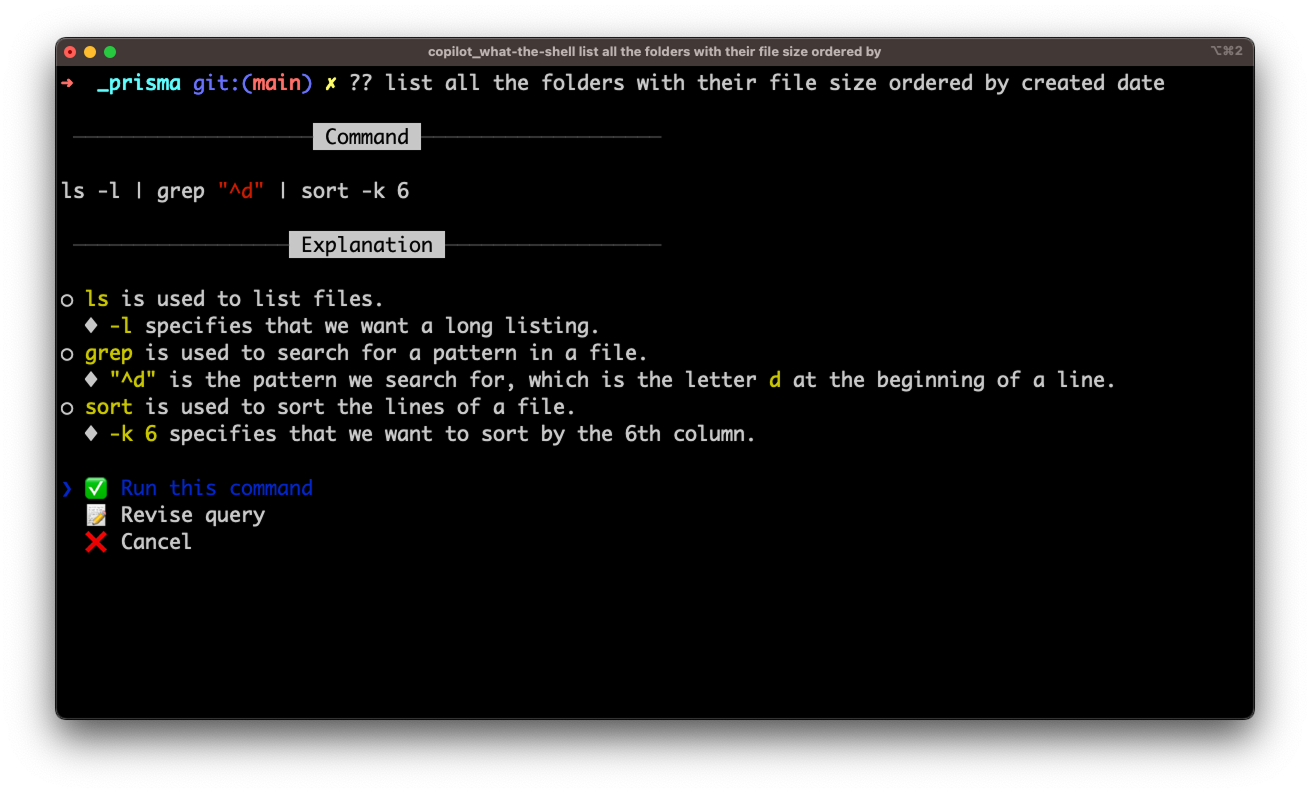 copilot_what-the-shell list all the folders with their file size ordered by
⌥⌘2
➜ _prisma git:(main) ✗ ?? list all the folders with their file size ordered by created date
Command
ls -l | grep "^d" | sort -k 6
Explanation
○ ls is used to list files.
♦ -l specifies that we want a long listing.
○ grep is used to search for a pattern in a file.
♦ "^d" is the pattern we search for, which is the letter d at the beginning of a line.
○ sort is used to sort the lines of a file.
♦ -k 6 specifies that we want to sort by the 6th column.
❯ ✅ Run this command
📝 Revise query
❌ Cancel